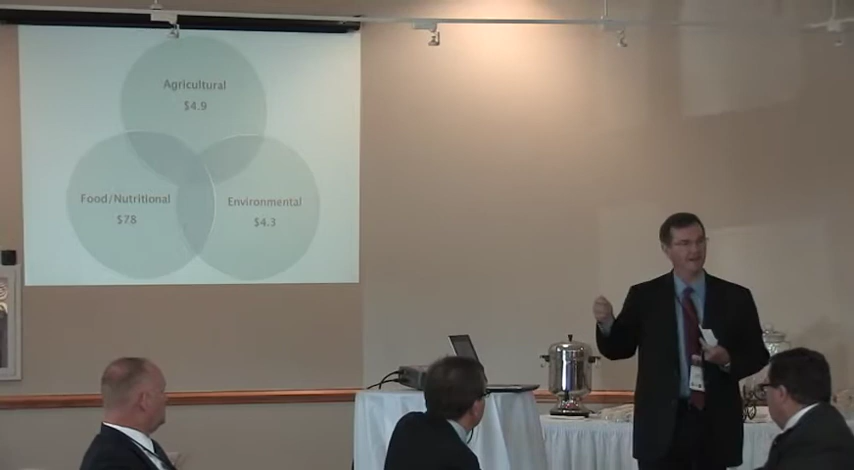 Agricultural
$4.9
Food/Nutritional
$78
Environmental
$4.3